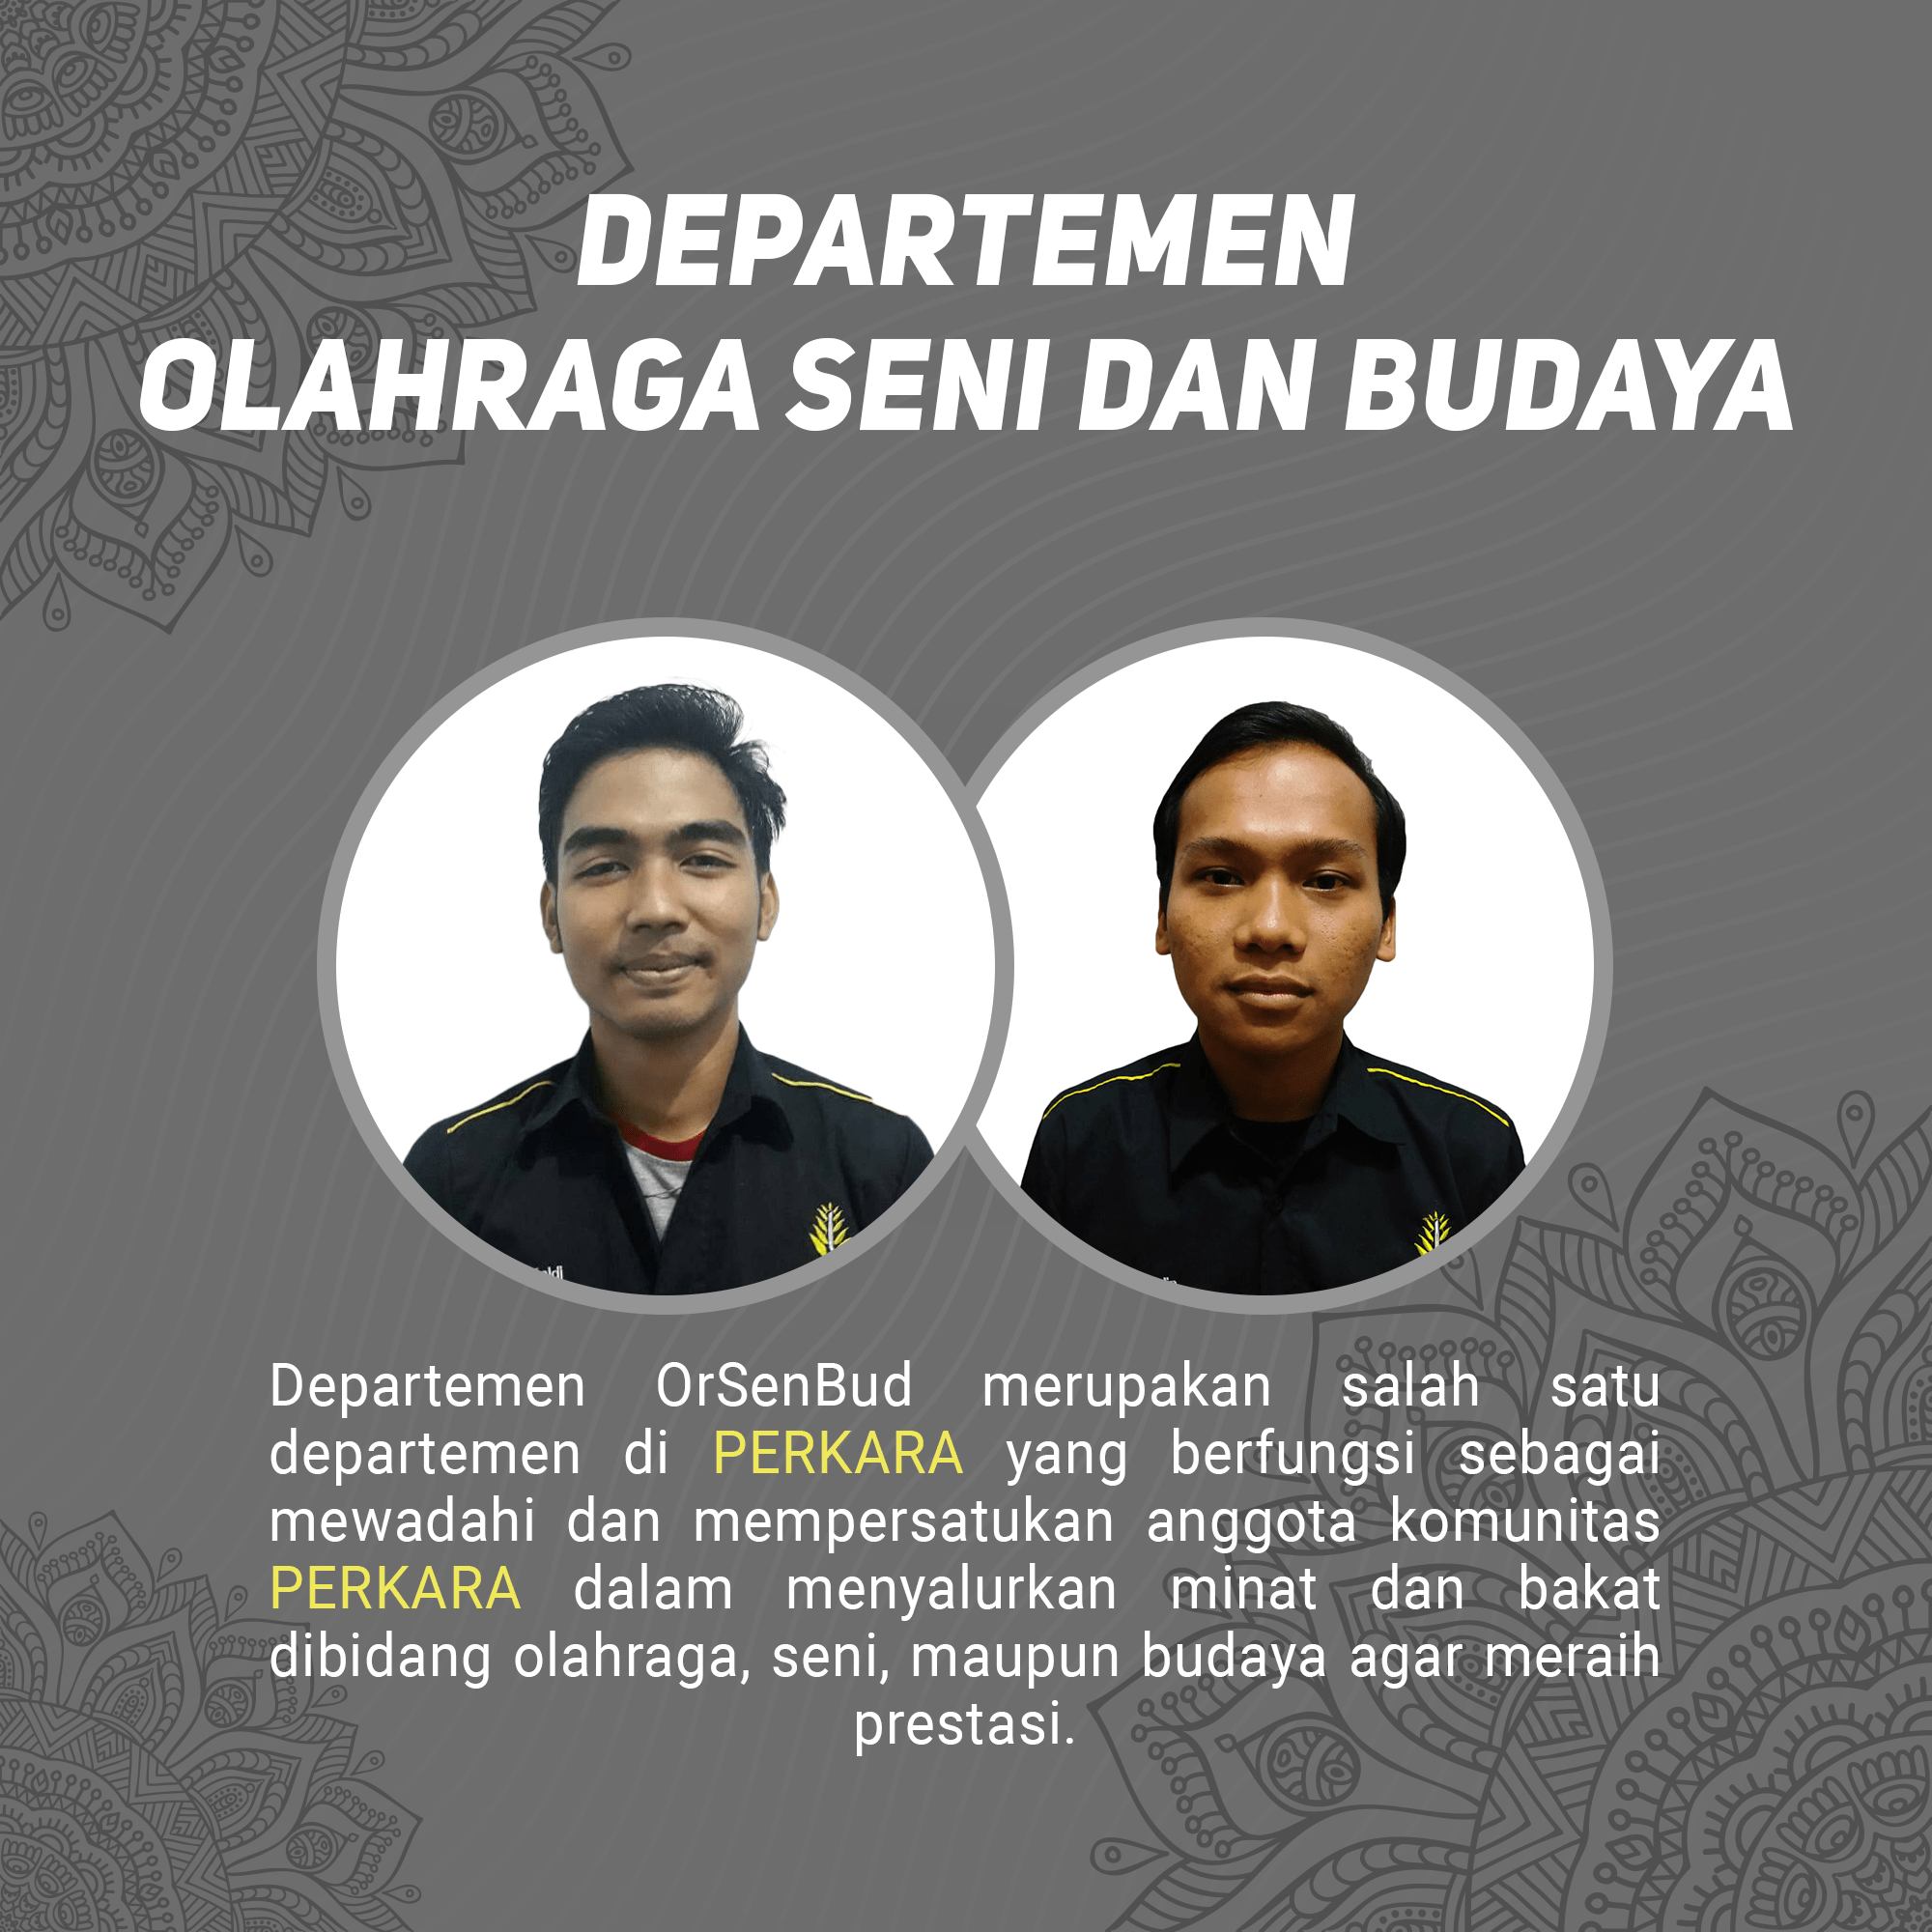 DEPARTEMEN
OLAHRAGA SENI DAN BUDAYA
Departemen OrSenBud merupakan salah satu
departemen di PERKARA yang berfungsi sebagai
mewadahi dan mempersatukan anggota komunitas
PERKARA dalam menyalurkan minat dan bakat
dibidang olahraga, seni, maupun budaya agar meraih
prestasi.